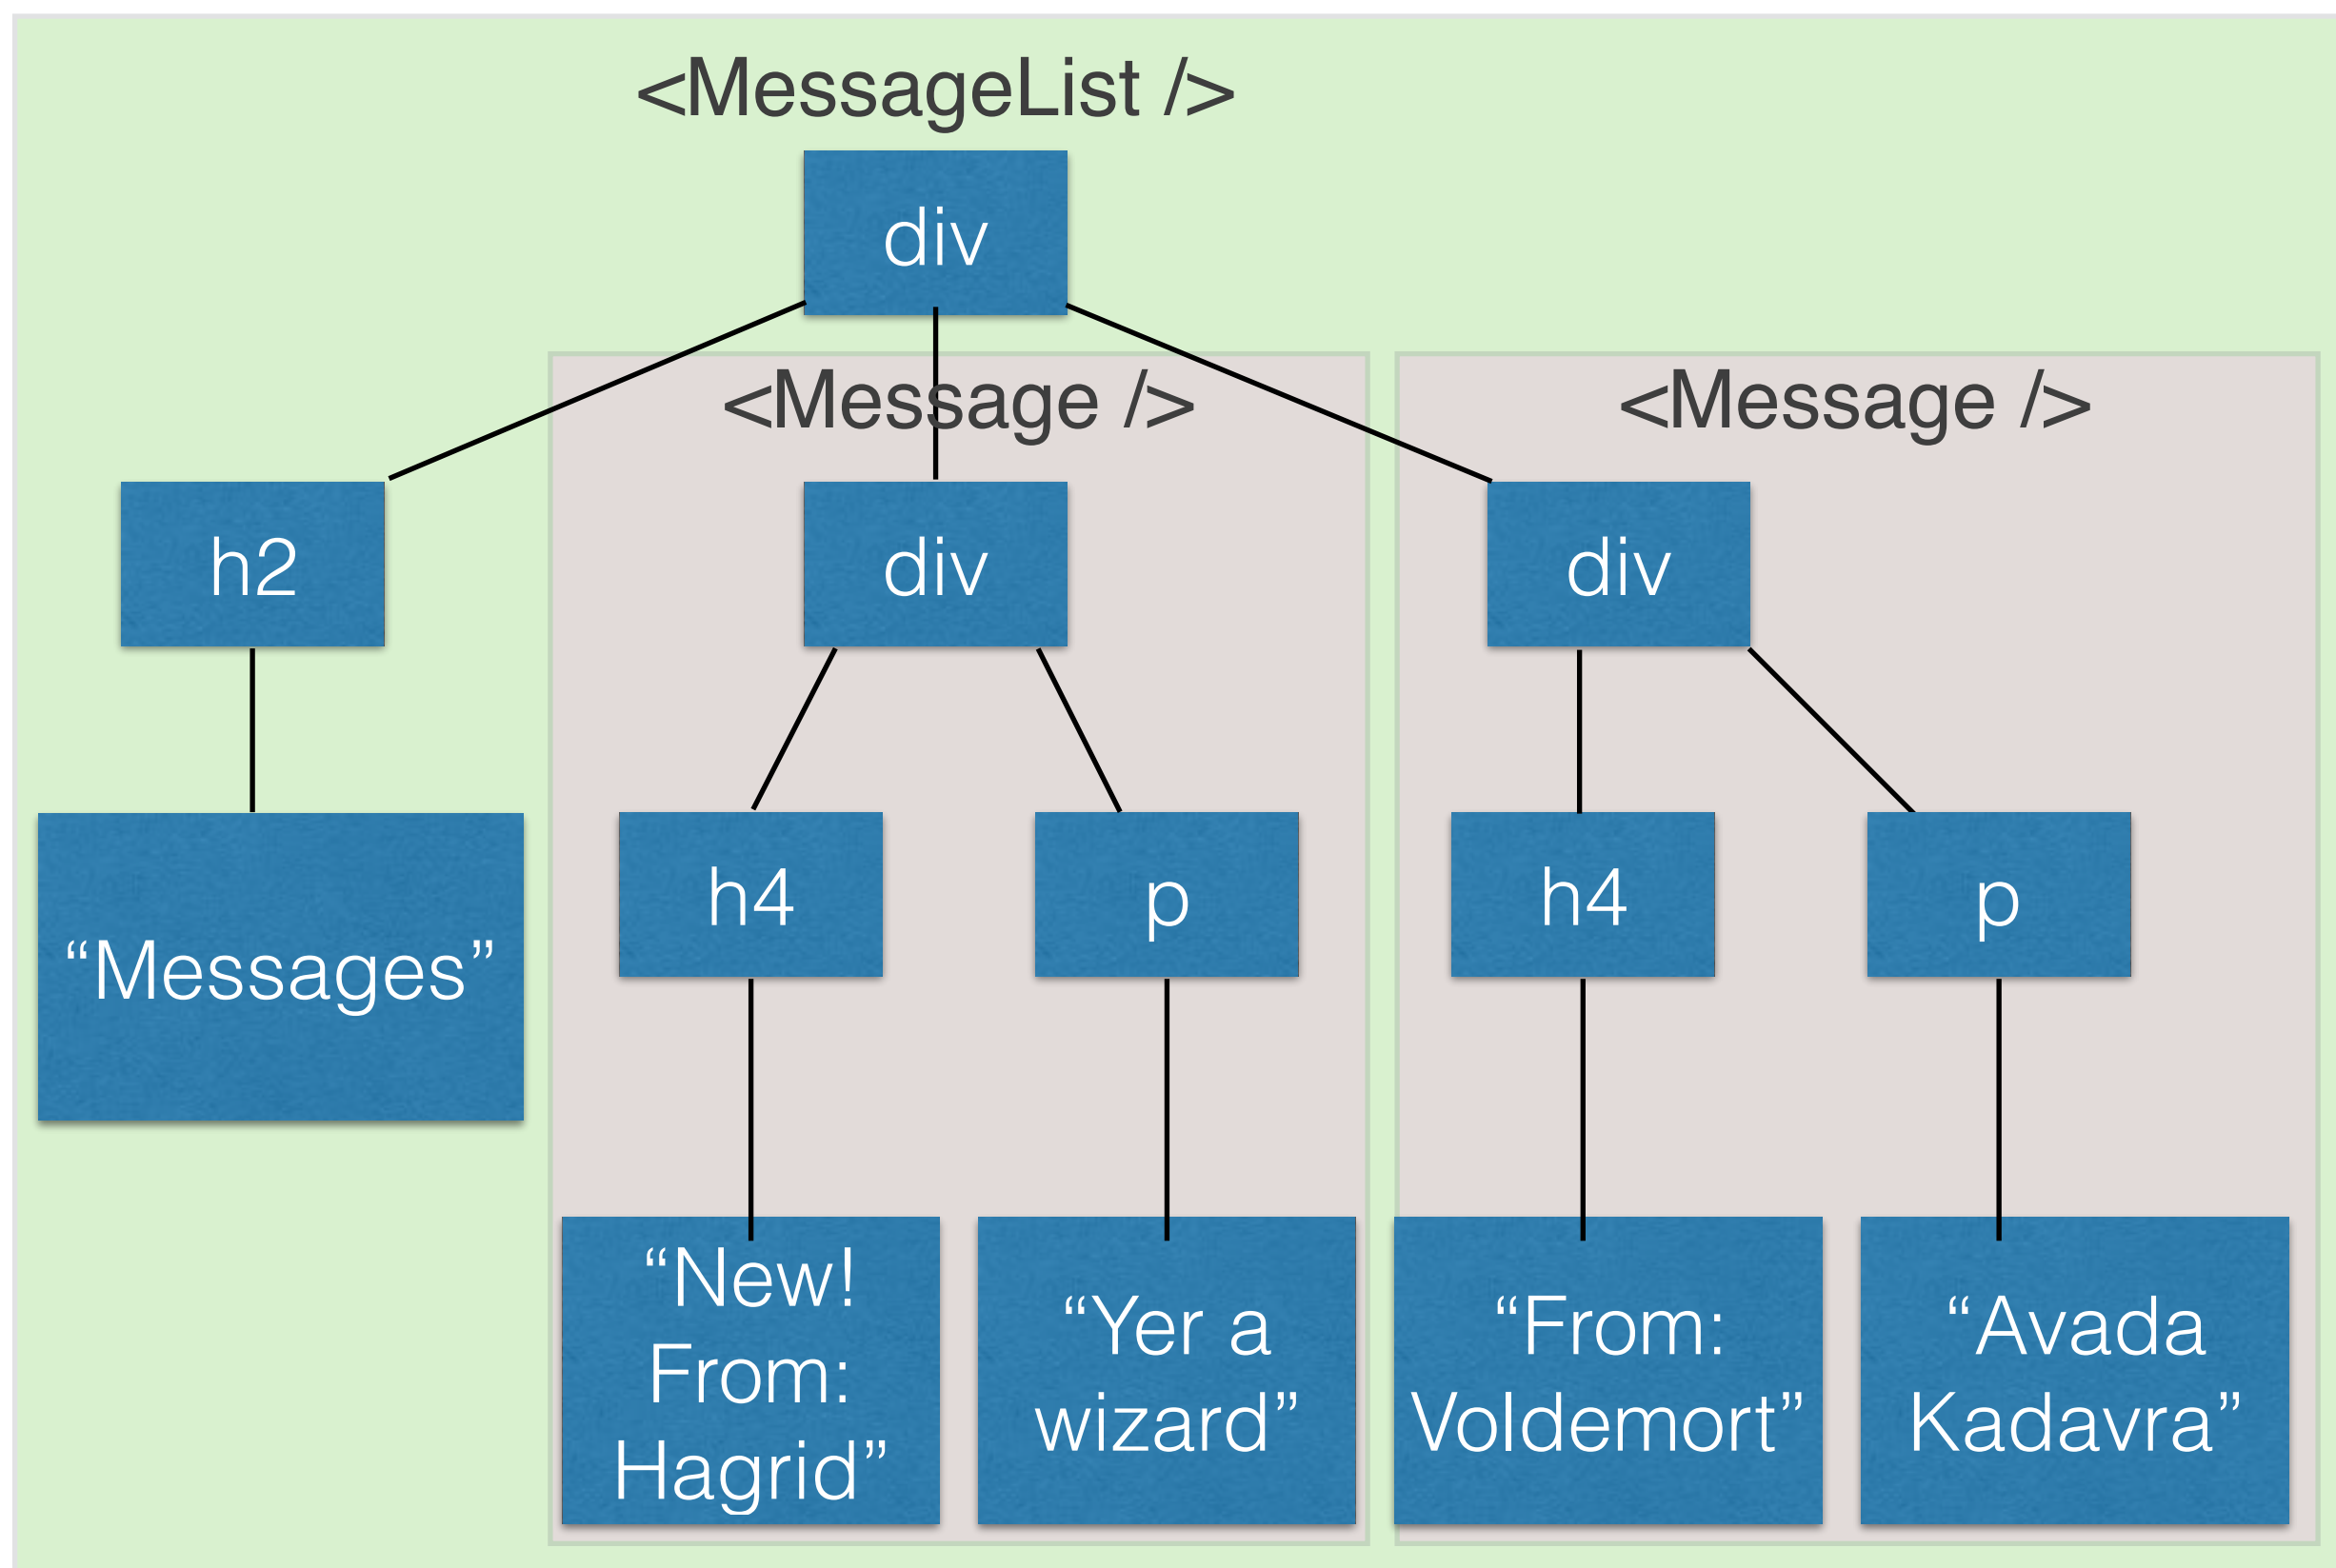 <MessageList />
div
<Message />
<Message />
h2
div
div
“Messages”
h4
p
h4
p
“New!
From:
Hagrid”
“Yer a
wizard”
“From:
Voldemort”
“Avada
Kadavra”